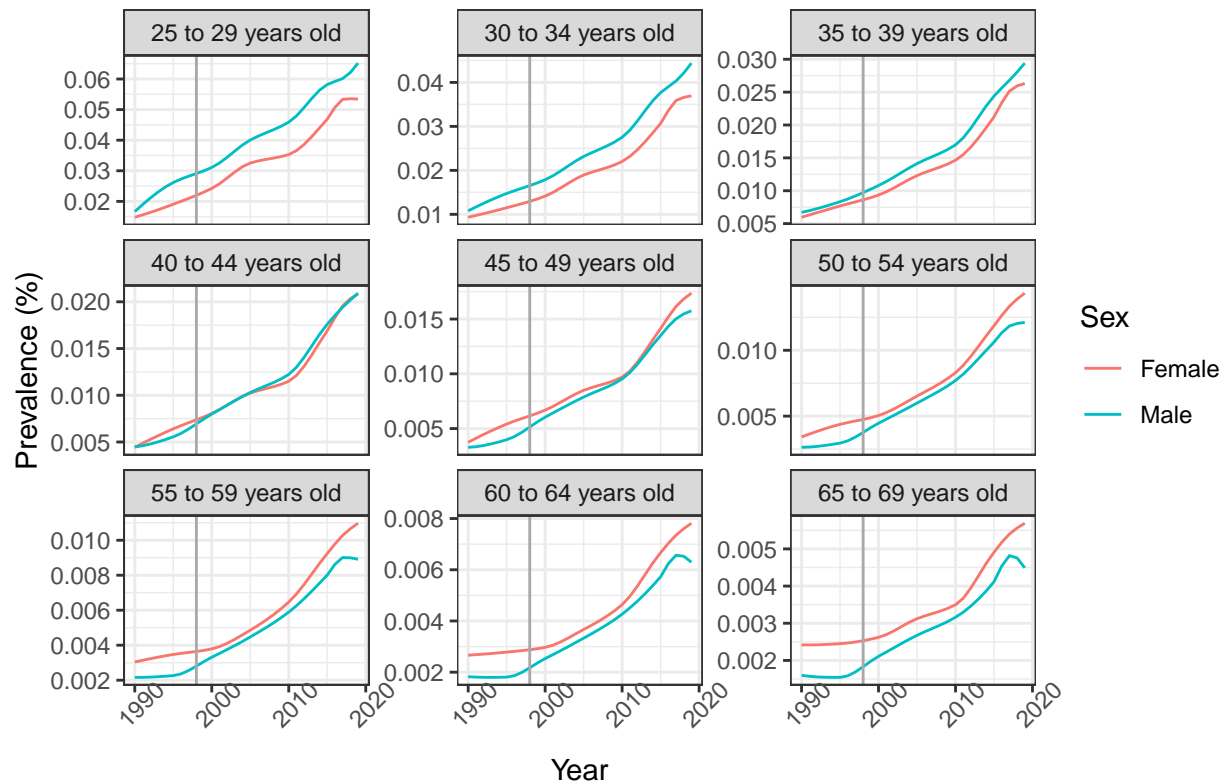 25 to 29 years old
30 to 34 years old
35 to 39 years old
0.06
0.05
0.04
0.03
0.02
0.04
0.03
0.02
0.01
0.030
0.025
0.020
0.015
0.010
0.005
40 to 44 years old
45 to 49 years old
50 to 54 years old
Prevalence (%)
0.020
0.015
0.010
0.005
0.015
0.010
0.005
0.010
0.005
Sex
Female
Male
55 to 59 years old
60 to 64 years old
65 to 69 years old
0.010
0.008
0.006
0.004
0.002
0.008
0.006
0.004
0.002
0.005
0.004
0.003
0.002
1990 2000 2010 2020
1990 2000 2010 2020
1990 2000 2010 2020
Year